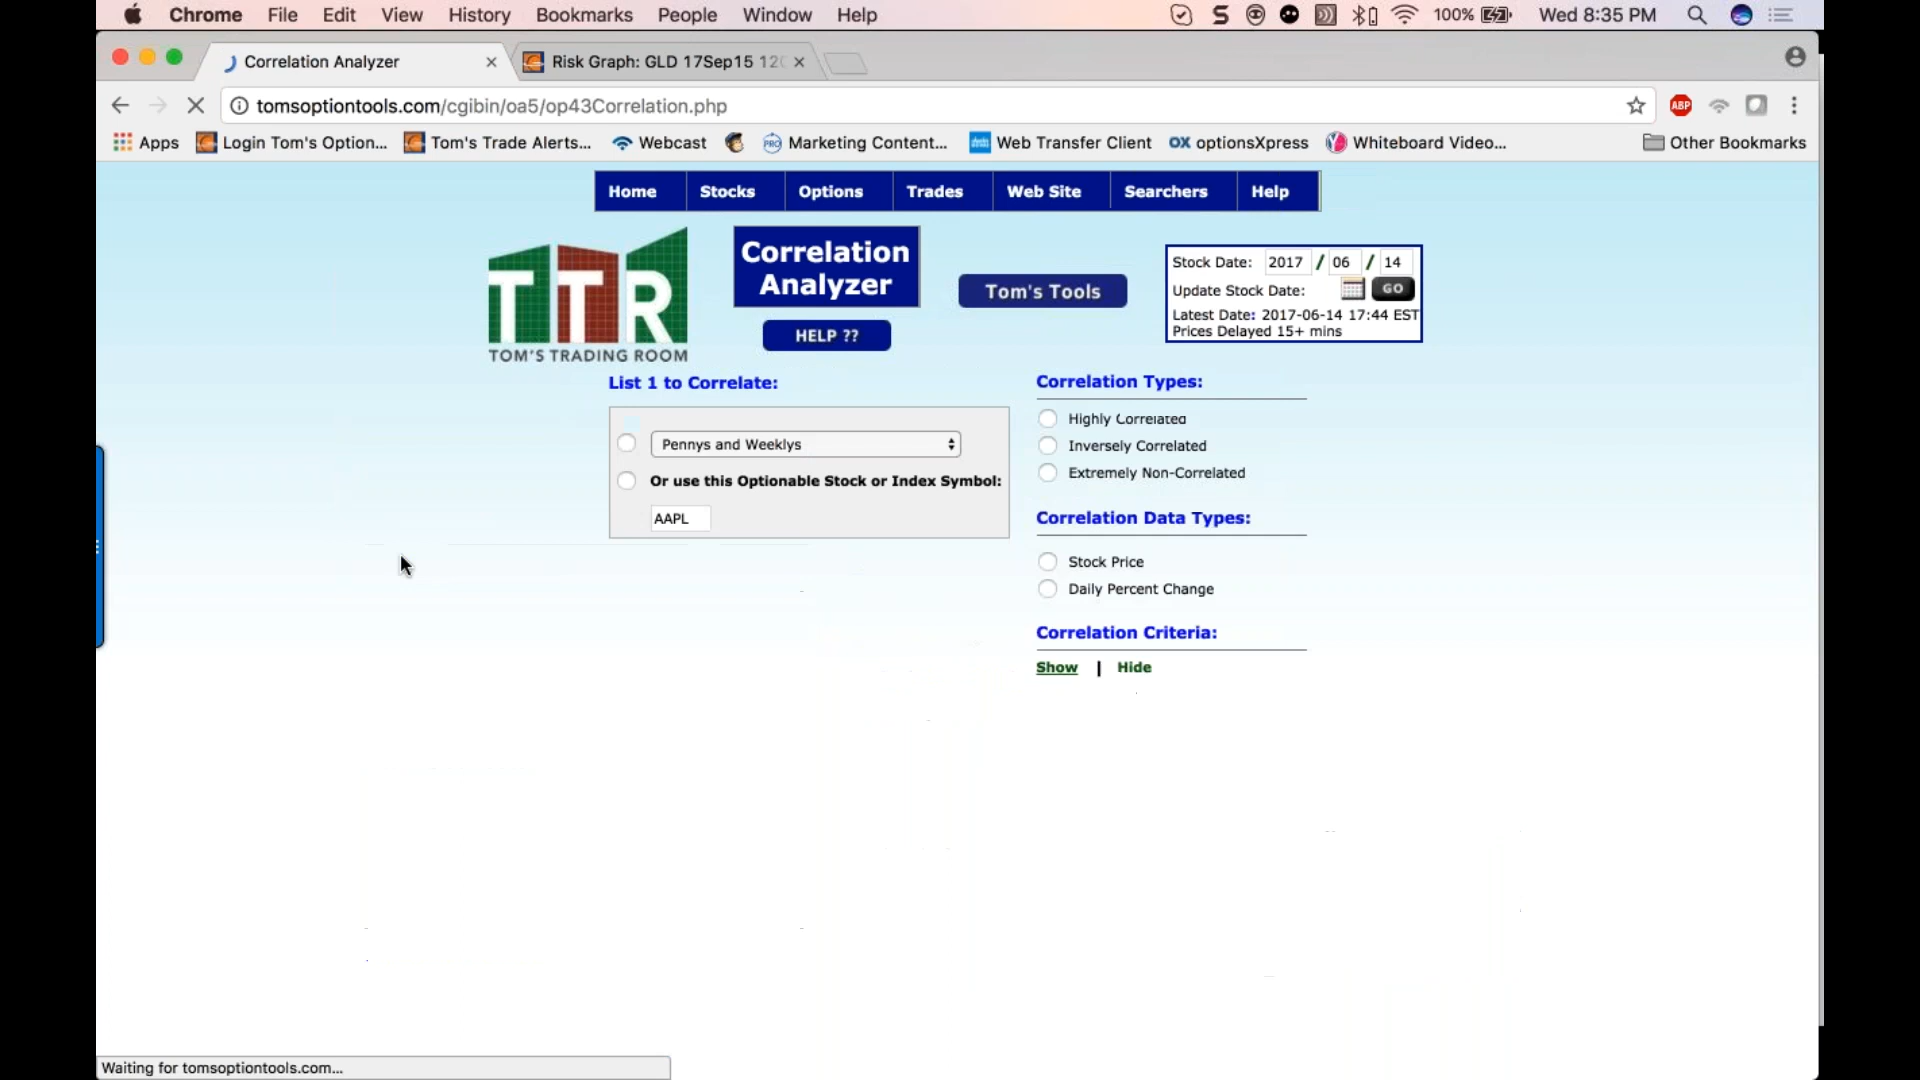 Chrome File Edit View History Bookmarks People Window Help 100% Wed 8:35 PM
Correlation Analyzer Risk Graph: GLD 17Sep15 120
tomsoptiontools.com/cgibin/oa5/op43Correlation.php ABP
Apps Login Tom's Option... Tom's Trade Alerts... Webcast PRO Marketing Content... Web Transfer Client OX optionsXpress Whiteboard Video... Other Bookmarks
Home Stocks Options Trades Web Site Searchers Help
TTR
TOM'S TRADING ROOM
Correlation
Analyzer
HELP ??
Tom's Tools
Stock Date: 2017 / 06 / 14
Update Stock Date: GO
Latest Date: 2017-06-14 17:44 EST
Prices Delayed 15+ mins
List 1 to Correlate:
Pennys and Weeklys
Or use this Optionable Stock or Index Symbol:
AAPL
Correlation Types:
Highly Correlated
Inversely Correlated
Extremely Non-Correlated
Correlation Data Types:
Stock Price
Daily Percent Change
Correlation Criteria:
Show | Hide
Waiting for tomsoptiontools.com...